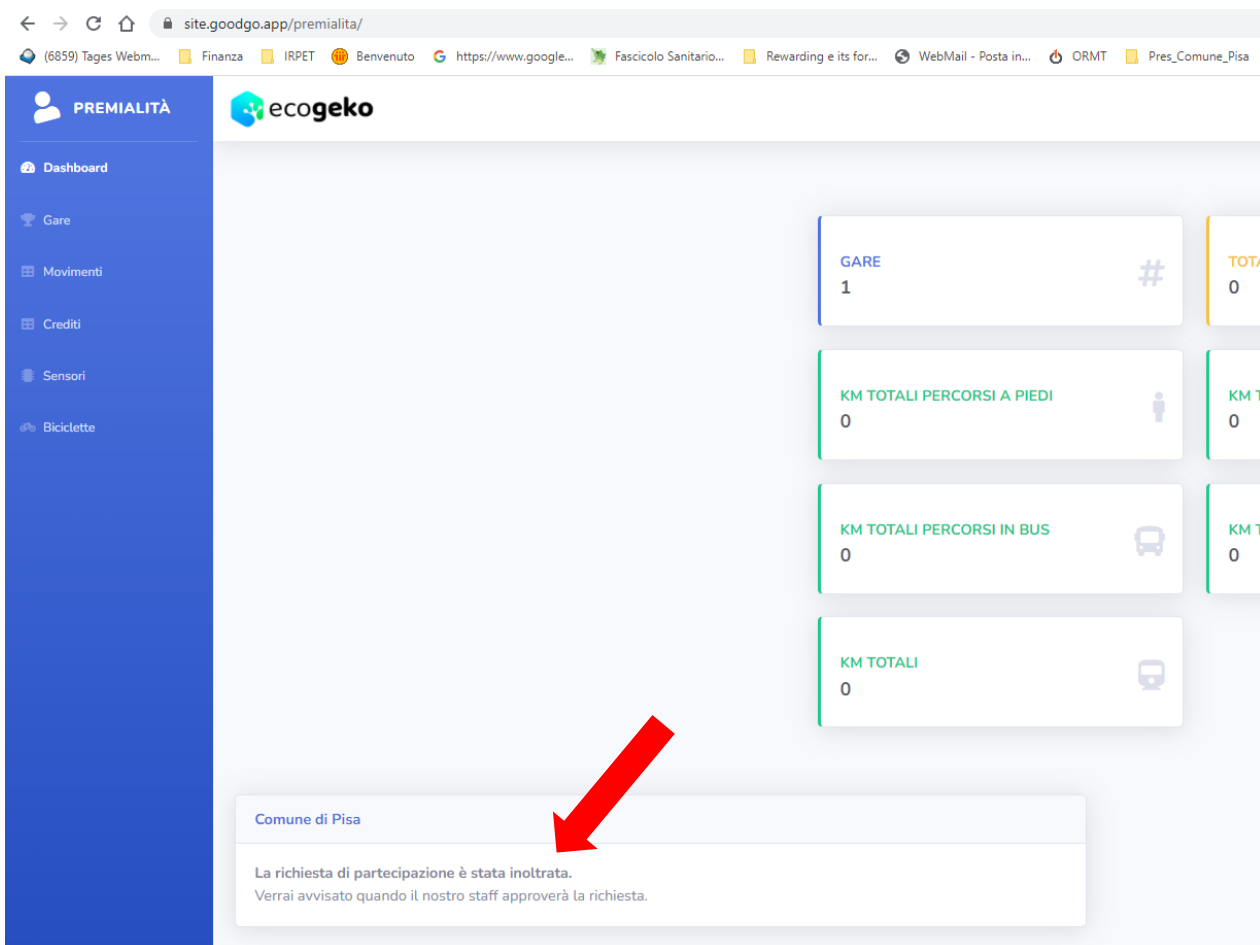 site.goodgo.app/premialita/
(6859) Tages Webm... Finanza IRPET Benvenuto https://www.google... Fascicolo Sanitario... Rewarding e its for... WebMail - Posta in... ORMT Pres_Comune_Pisa
PREMIALITÀ
ecogeko
Dashboard
Gare
Movimenti
Crediti
Sensori
Biciclette
GARE
1
#
TOTA
0
KM TOTALI PERCORSI A PIEDI
0
KM T
0
KM TOTALI PERCORSI IN BUS
0
KM T
0
KM TOTALI
0
Comune di Pisa
La richiesta di partecipazione è stata inoltrata.
Verrai avvisato quando il nostro staff approverà la richiesta.